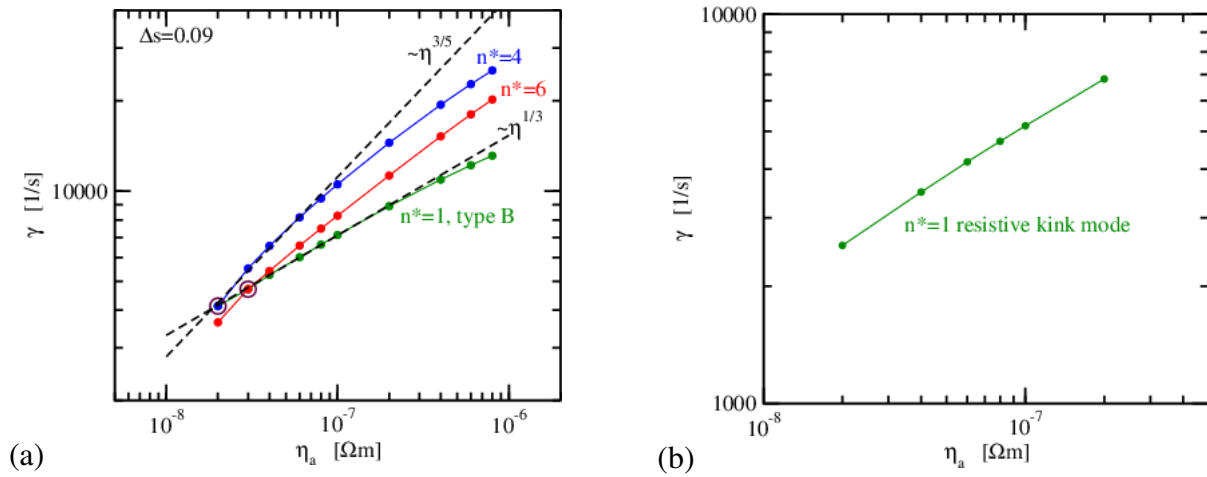 Δs=0.09
~η^{3/5}
n*=4
n*=6
~η^{1/3}
n*=1, type B
10000
γ [1/s]
10^{-8}
10^{-7}
10^{-6}
η_a [Ωm]
(a)
10000
1000
γ [1/s]
n*=1 resistive kink mode
10^{-8}
10^{-7}
η_a [Ωm]
(b)